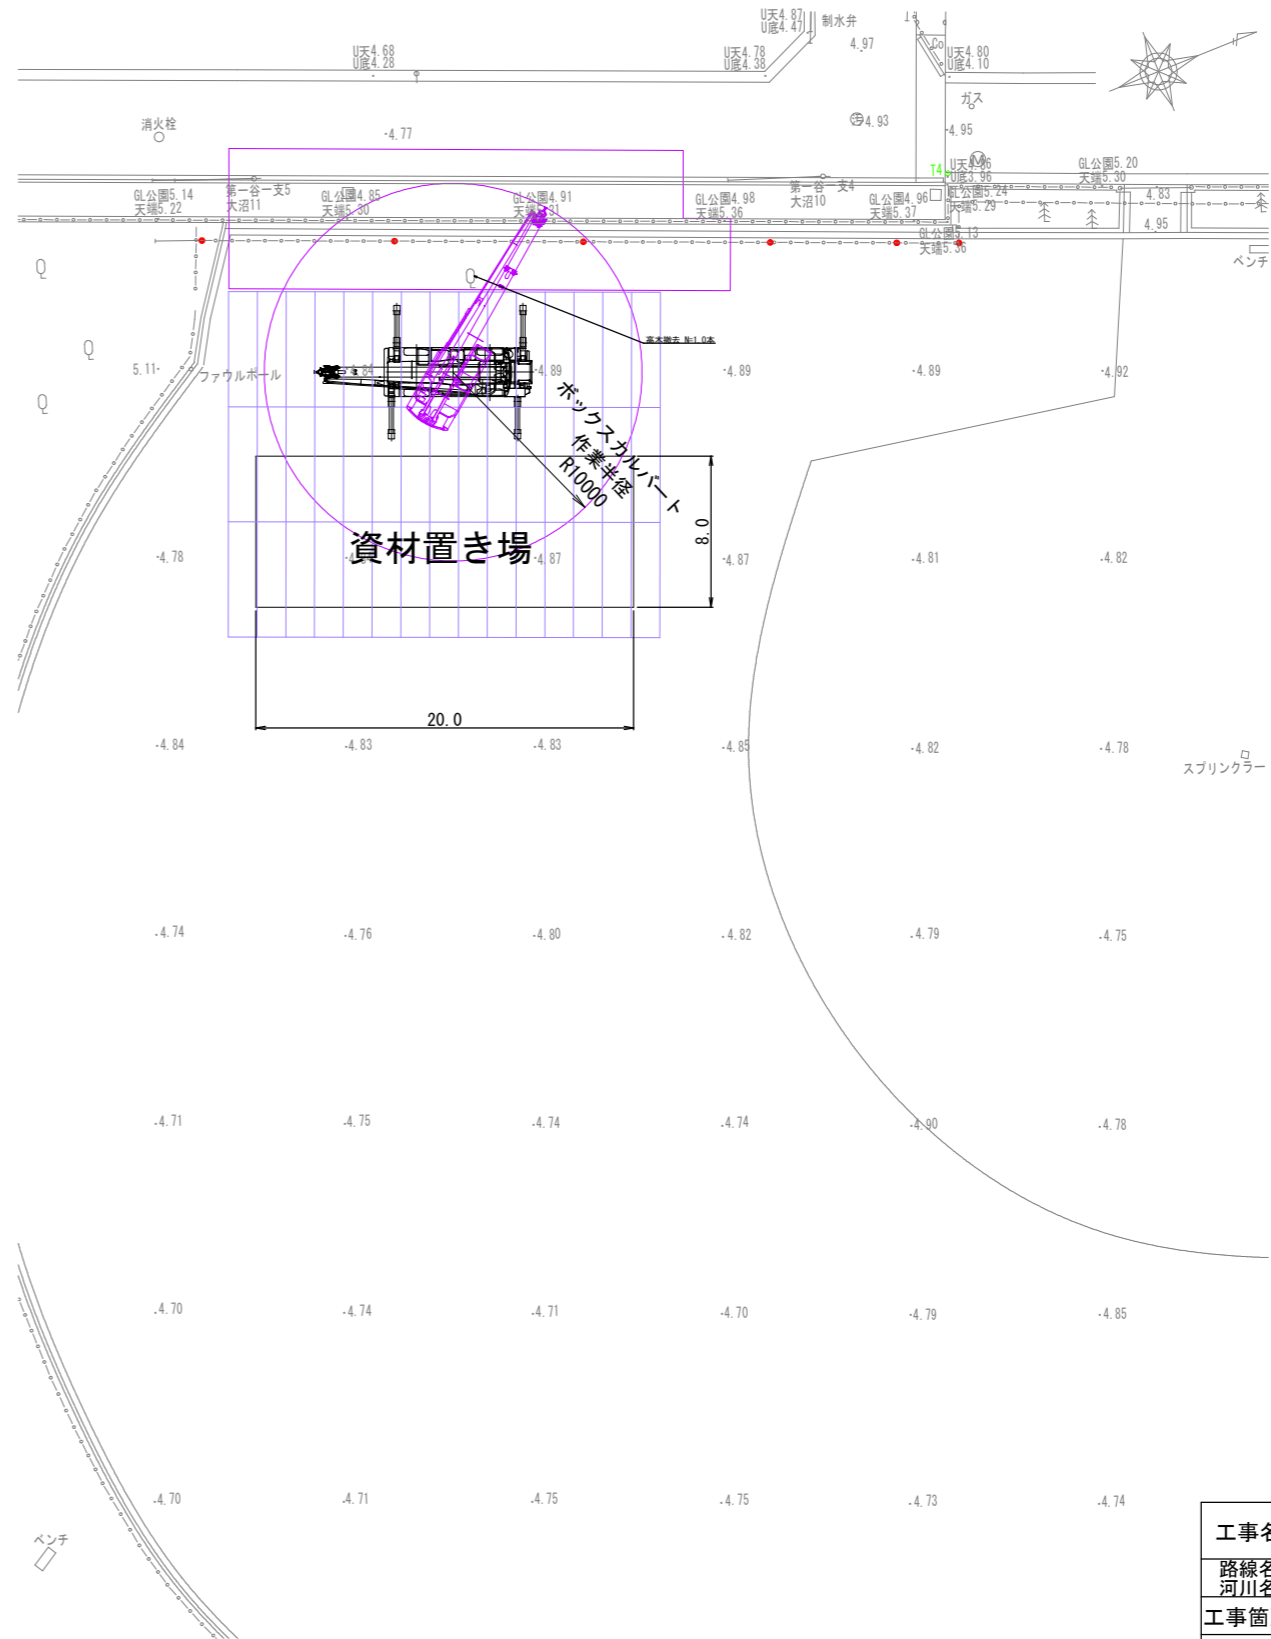 U天4.87
U底4.47
制水弁
4.97
Co
U天4.68
U底4.28
U天4.78
U底4.38
U天4.80
U底4.10
ガス
消火栓
4.77
4.93
4.95
T4
U天4.86
U底3.96
GL公園5.20
天端5.30
GL公園5.14
天端5.22
第一谷一支5
大沼11
GL公園4.85
天端5.30
GL公園4.91
GL公園4.98
天端5.36
第一谷一支4
大沼10
GL公園4.96
天端5.37
GL公園5.24
天端5.29
4.83
4.95
GL公園5.13
天端5.36
ベンチ
高木撤去 N=1.0本
5.11
ファウルポール
4.84
4.89
4.89
4.89
4.92
ボックスカルバート
作業半径
R10000
8.0
資材置き場
4.78
4.87
4.87
4.81
4.82
20.0
4.84
4.83
4.83
4.85
4.82
4.78
スプリンクラー
4.74
4.76
4.80
4.82
4.79
4.75
4.71
4.75
4.74
4.74
4.90
4.78
4.70
4.74
4.71
4.70
4.79
4.85
4.70
4.71
4.75
4.75
4.73
4.74
ベンチ
工事名
路線名
河川名
工事箇